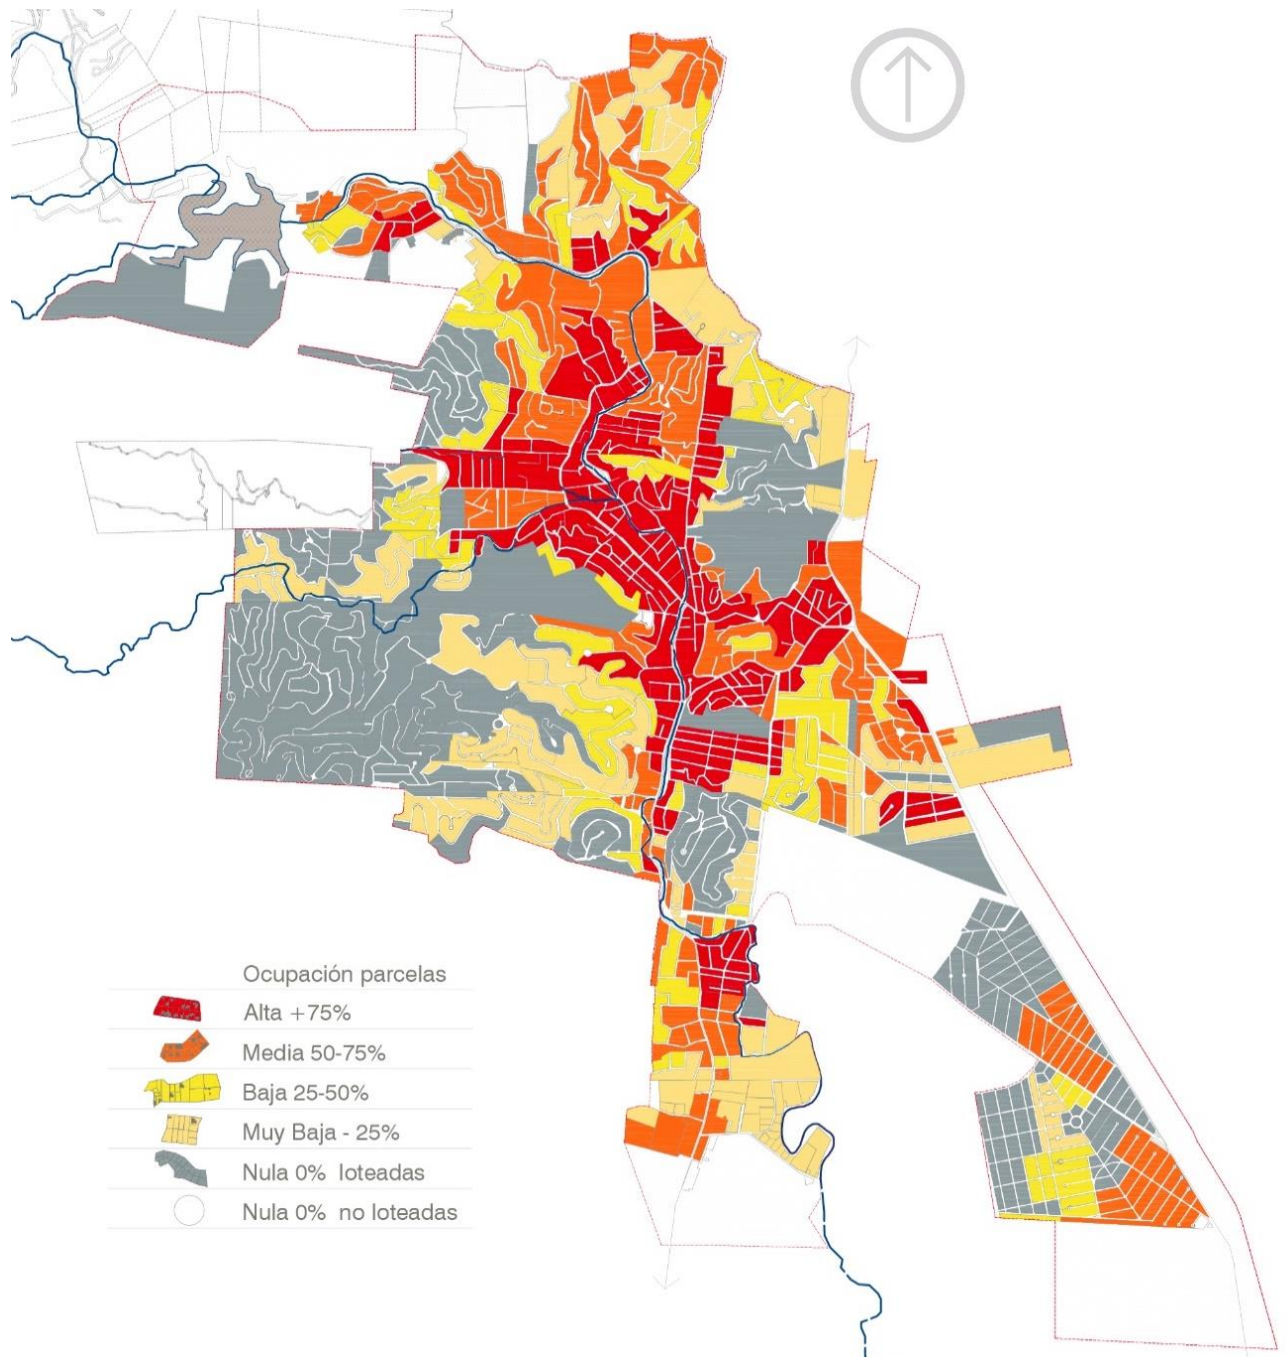 Ocupación parcelas
Alta +75%
Media 50-75%
Baja 25-50%
Muy Baja - 25%
Nula 0% loteadas
Nula 0% no loteadas